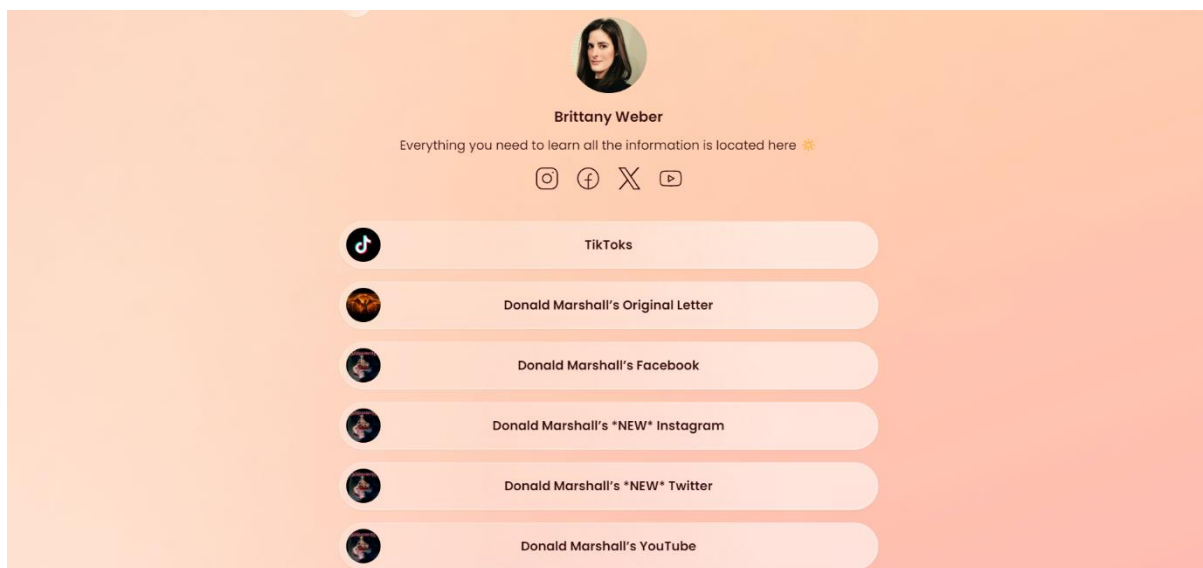 Brittany Weber
Everything you need to learn all the information is located here 🔆
TikToks
Donald Marshall’s Original Letter
Donald Marshall’s Facebook
Donald Marshall’s *NEW* Instagram
Donald Marshall’s *NEW* Twitter
Donald Marshall’s YouTube